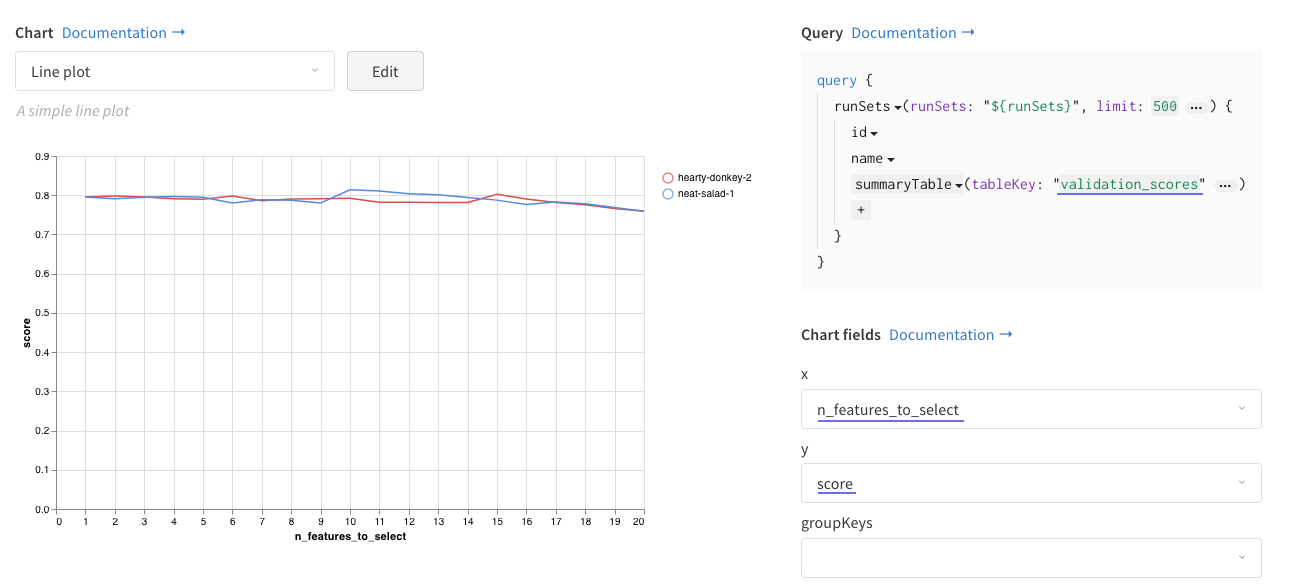 Chart Documentation →
Line plot
Edit
A simple line plot
0.9
0.8
0.7
0.6
0.5
0.4
0.3
0.2
0.1
0.0
score
0 1 2 3 4 5 6 7 8 9 10 11 12 13 14 15 16 17 18 19 20
n_features_to_select
hearty-donkey-2
neat-salad-1
Query Documentation →
query {
runSets (runSets: "${runSets}", limit: 500 ...) {
id
name
summaryTable (tableKey: "validation_scores" ...)
+
}
}
Chart fields Documentation →
x
n_features_to_select
y
score
groupKeys